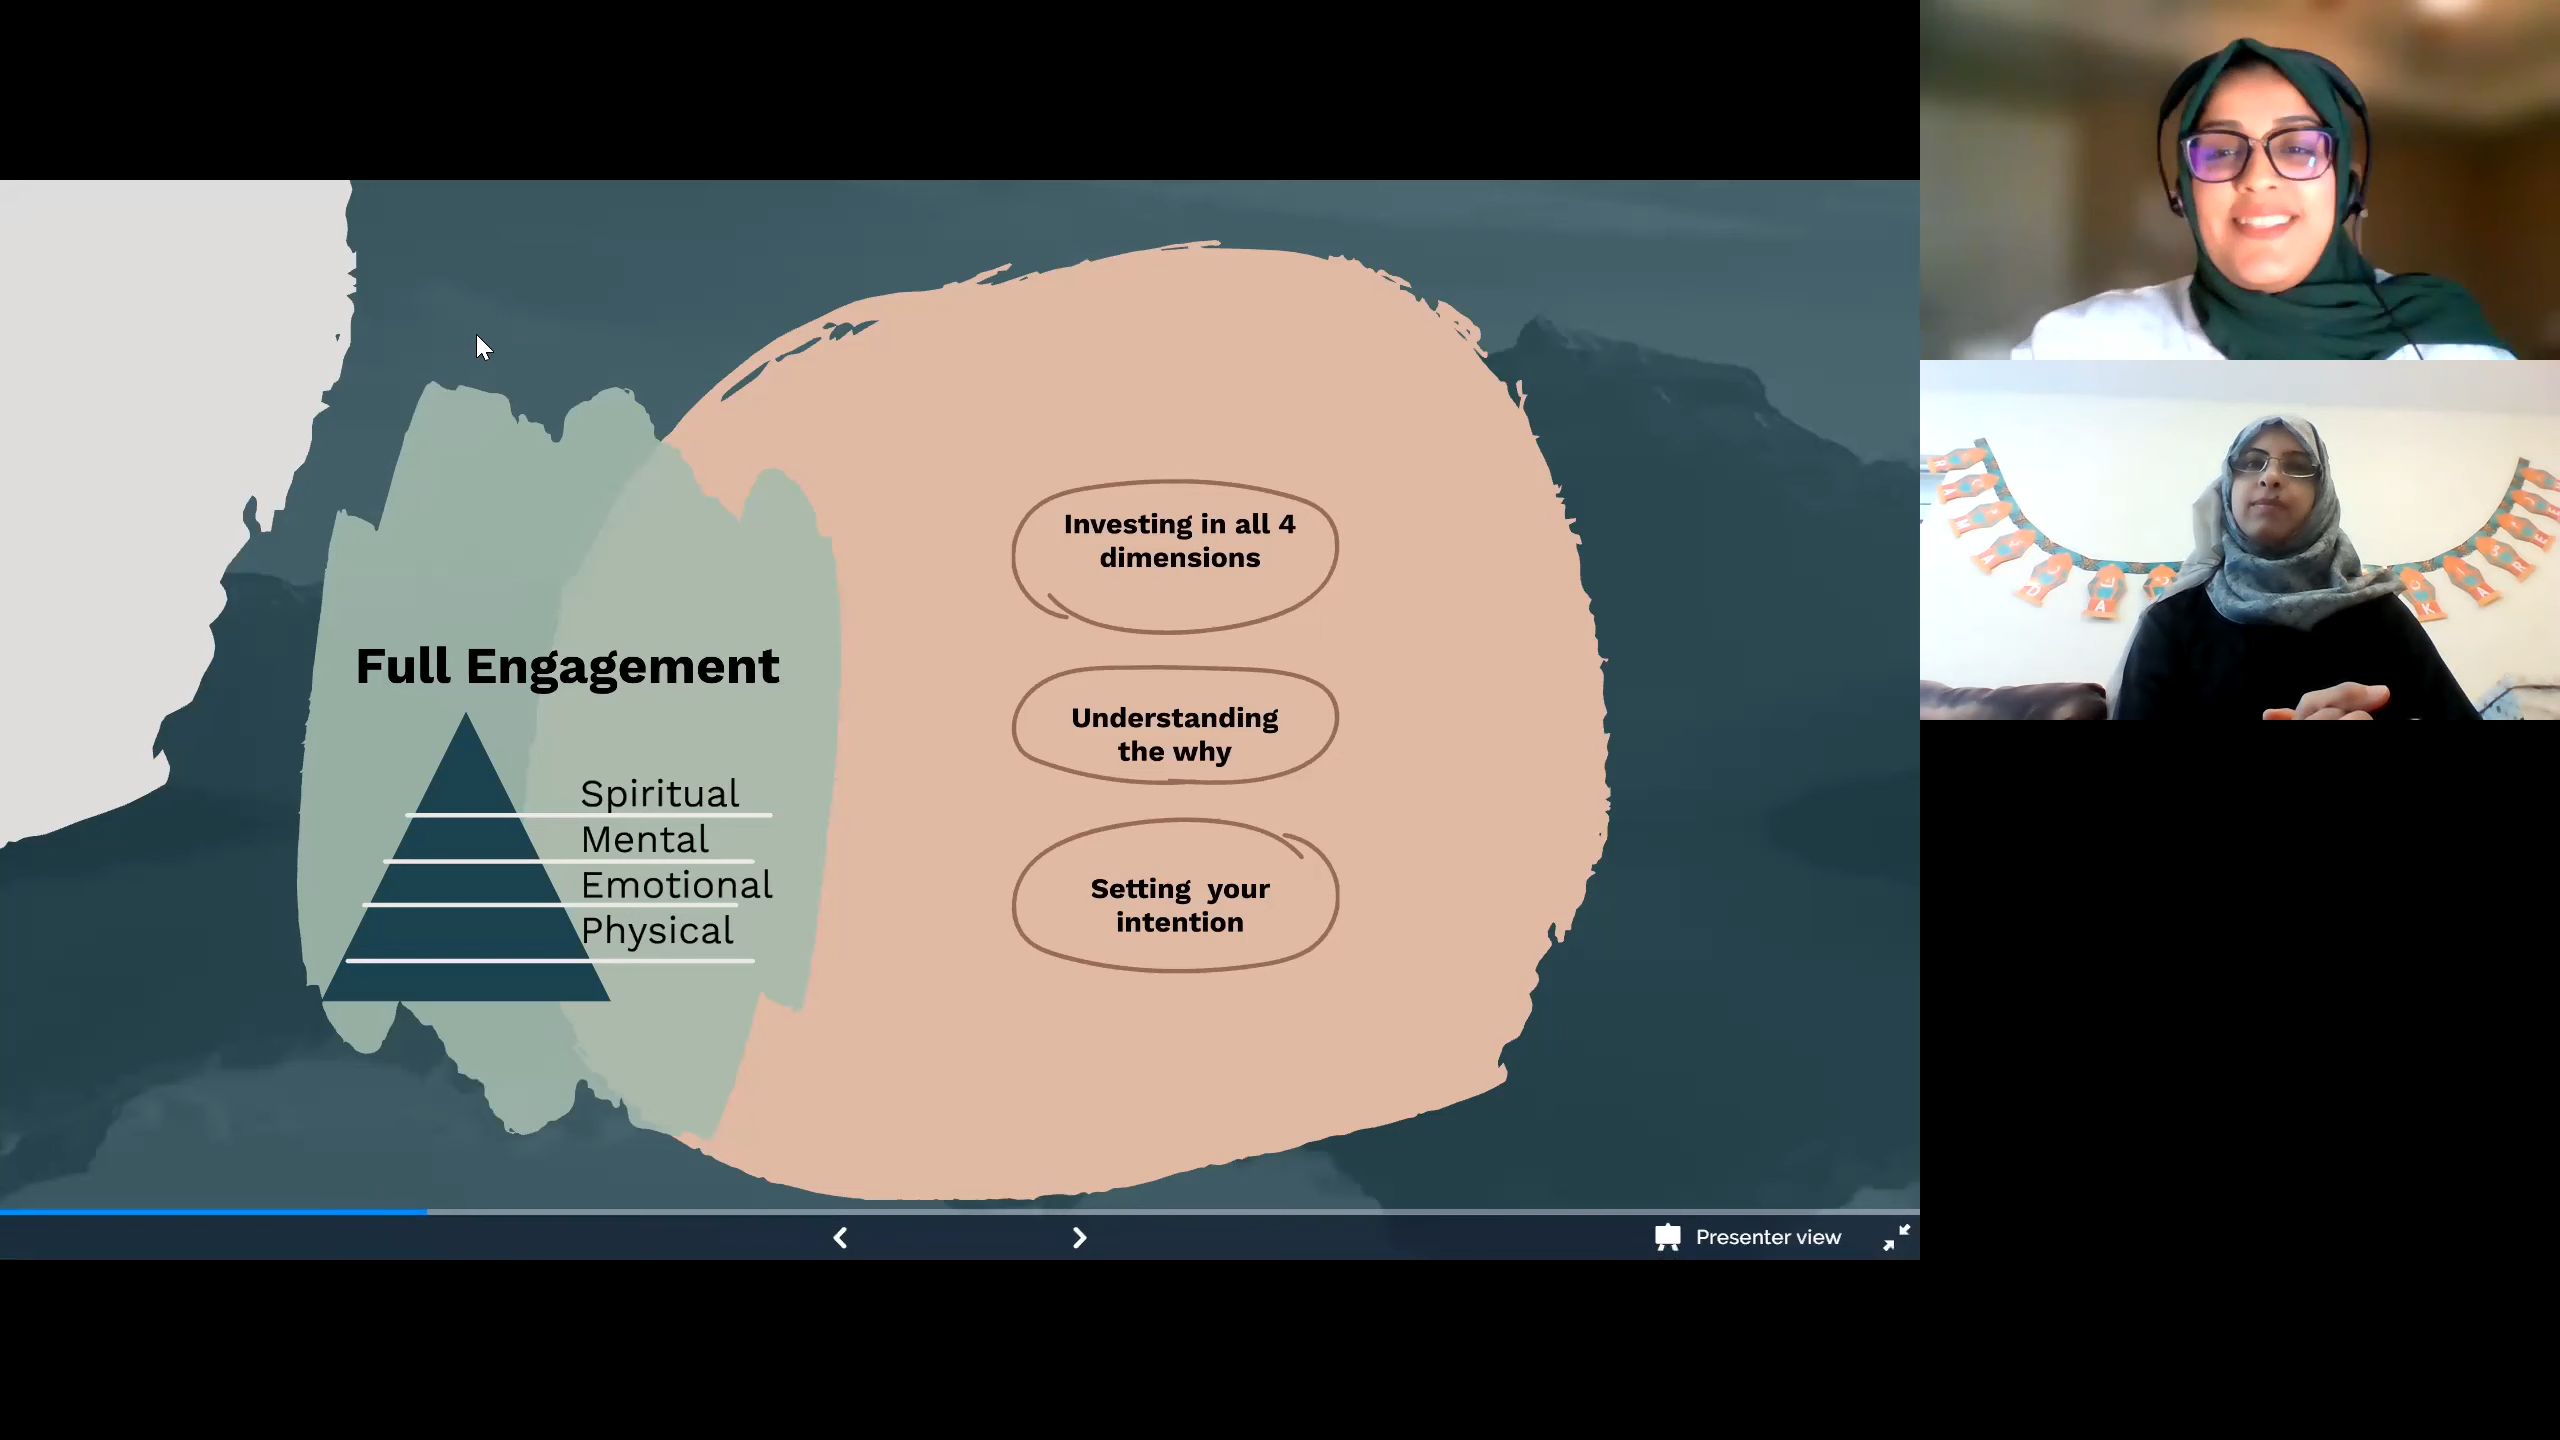 Full Engagement
Spiritual
Mental
Emotional
Physical
Investing in all 4
dimensions
Understanding
the why
Setting your
intention
Presenter view